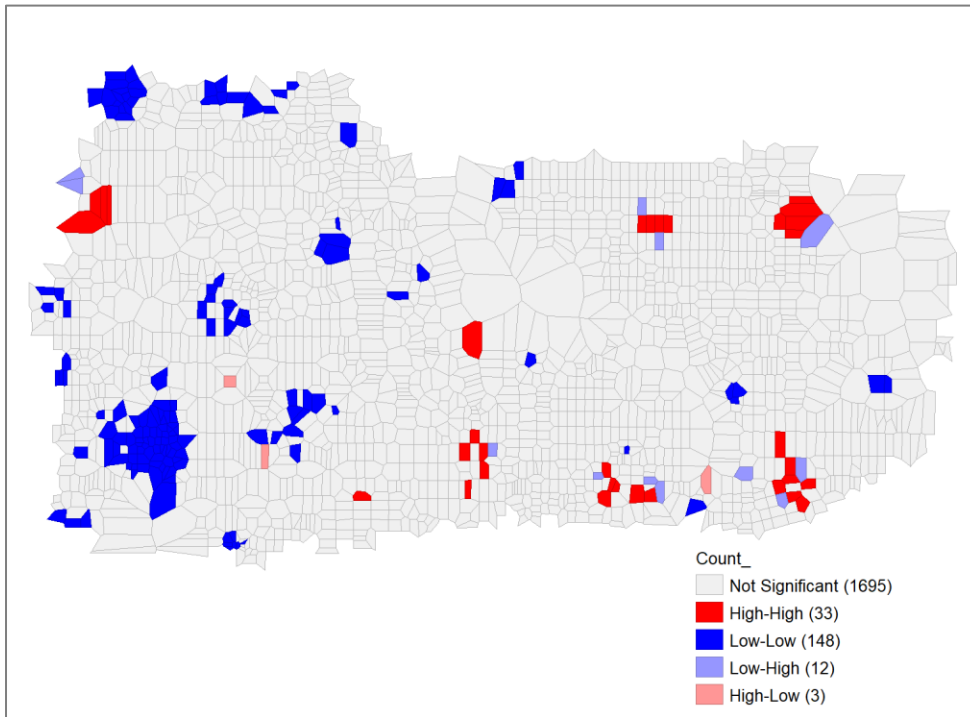 Count_
Not Significant (1695)
High-High (33)
Low-Low (148)
Low-High (12)
High-Low (3)